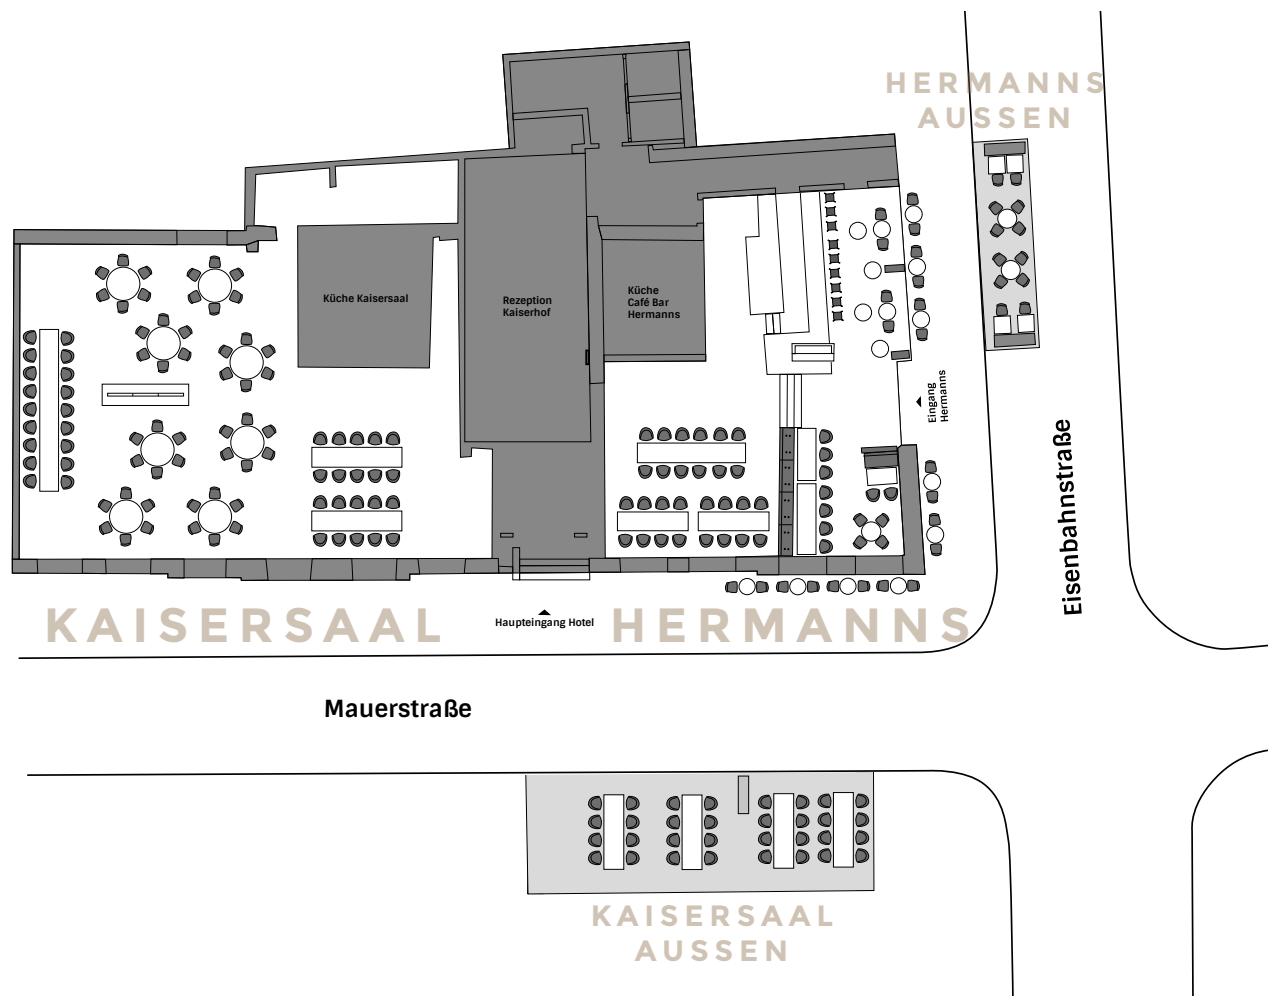 HERMANNS
AUSSEN
Küche Kaisersaal
Rezeption
Kaiserhof
Küche
Café Bar
Hermanns
Eingang
Hermanns
Eisenbahnstraße
KAISERSAAL
Haupteingang Hotel
HERMANNS
Mauerstraße
KAISERSAAL
AUSSEN